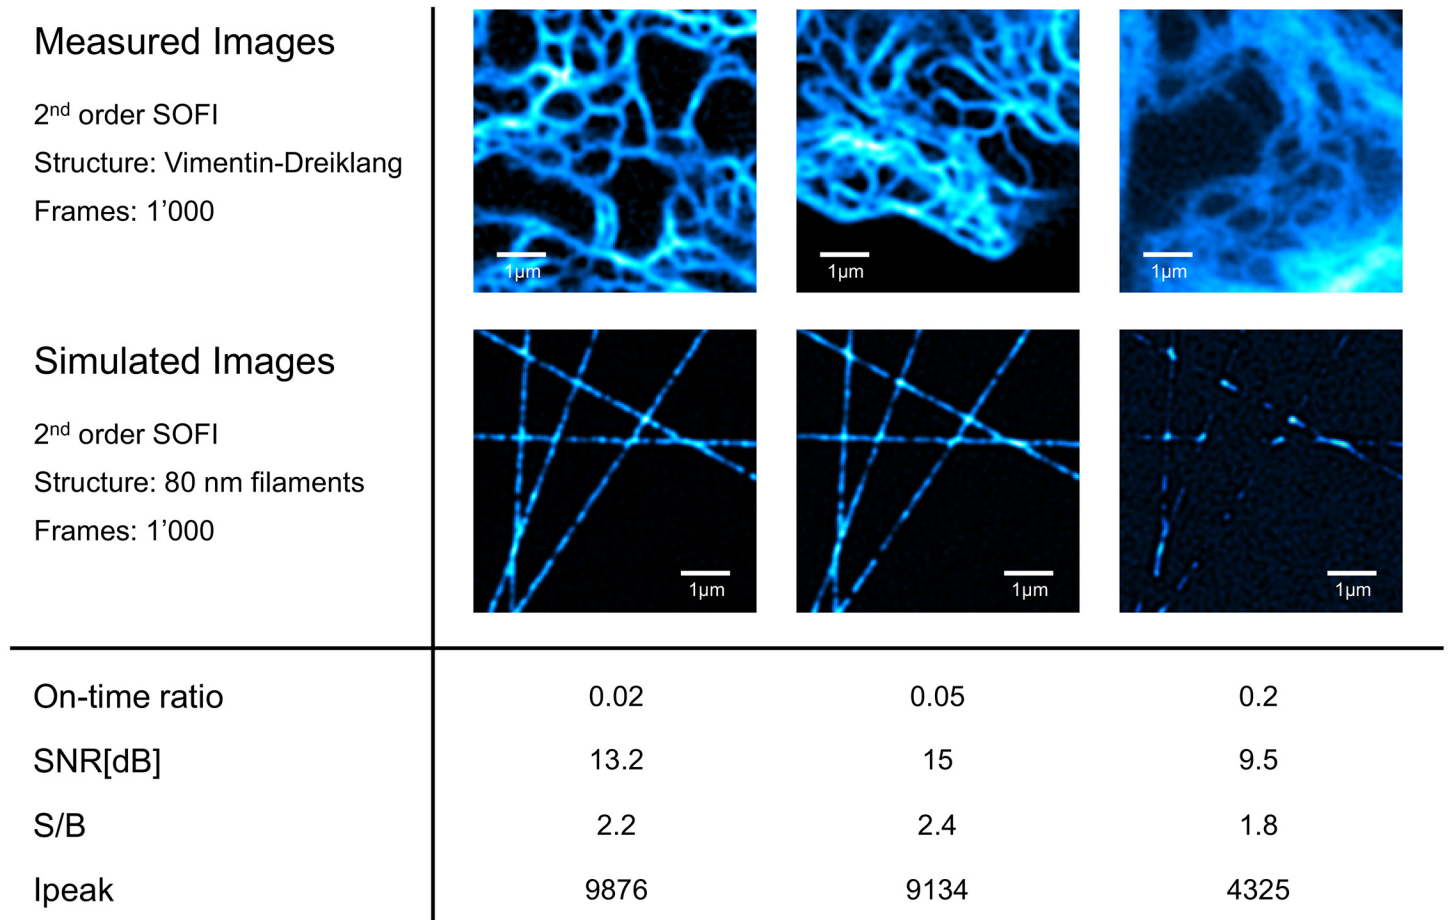 Measured Images
2nd order SOFI
Structure: Vimentin-Dreiklang
Frames: 1’000
1µm
1µm
1µm
Simulated Images
2nd order SOFI
Structure: 80 nm filaments
Frames: 1’000
1µm
1µm
1µm
On-time ratio 0.02 0.05 0.2
SNR[dB] 13.2 15 9.5
S/B 2.2 2.4 1.8
Ipeak 9876 9134 4325